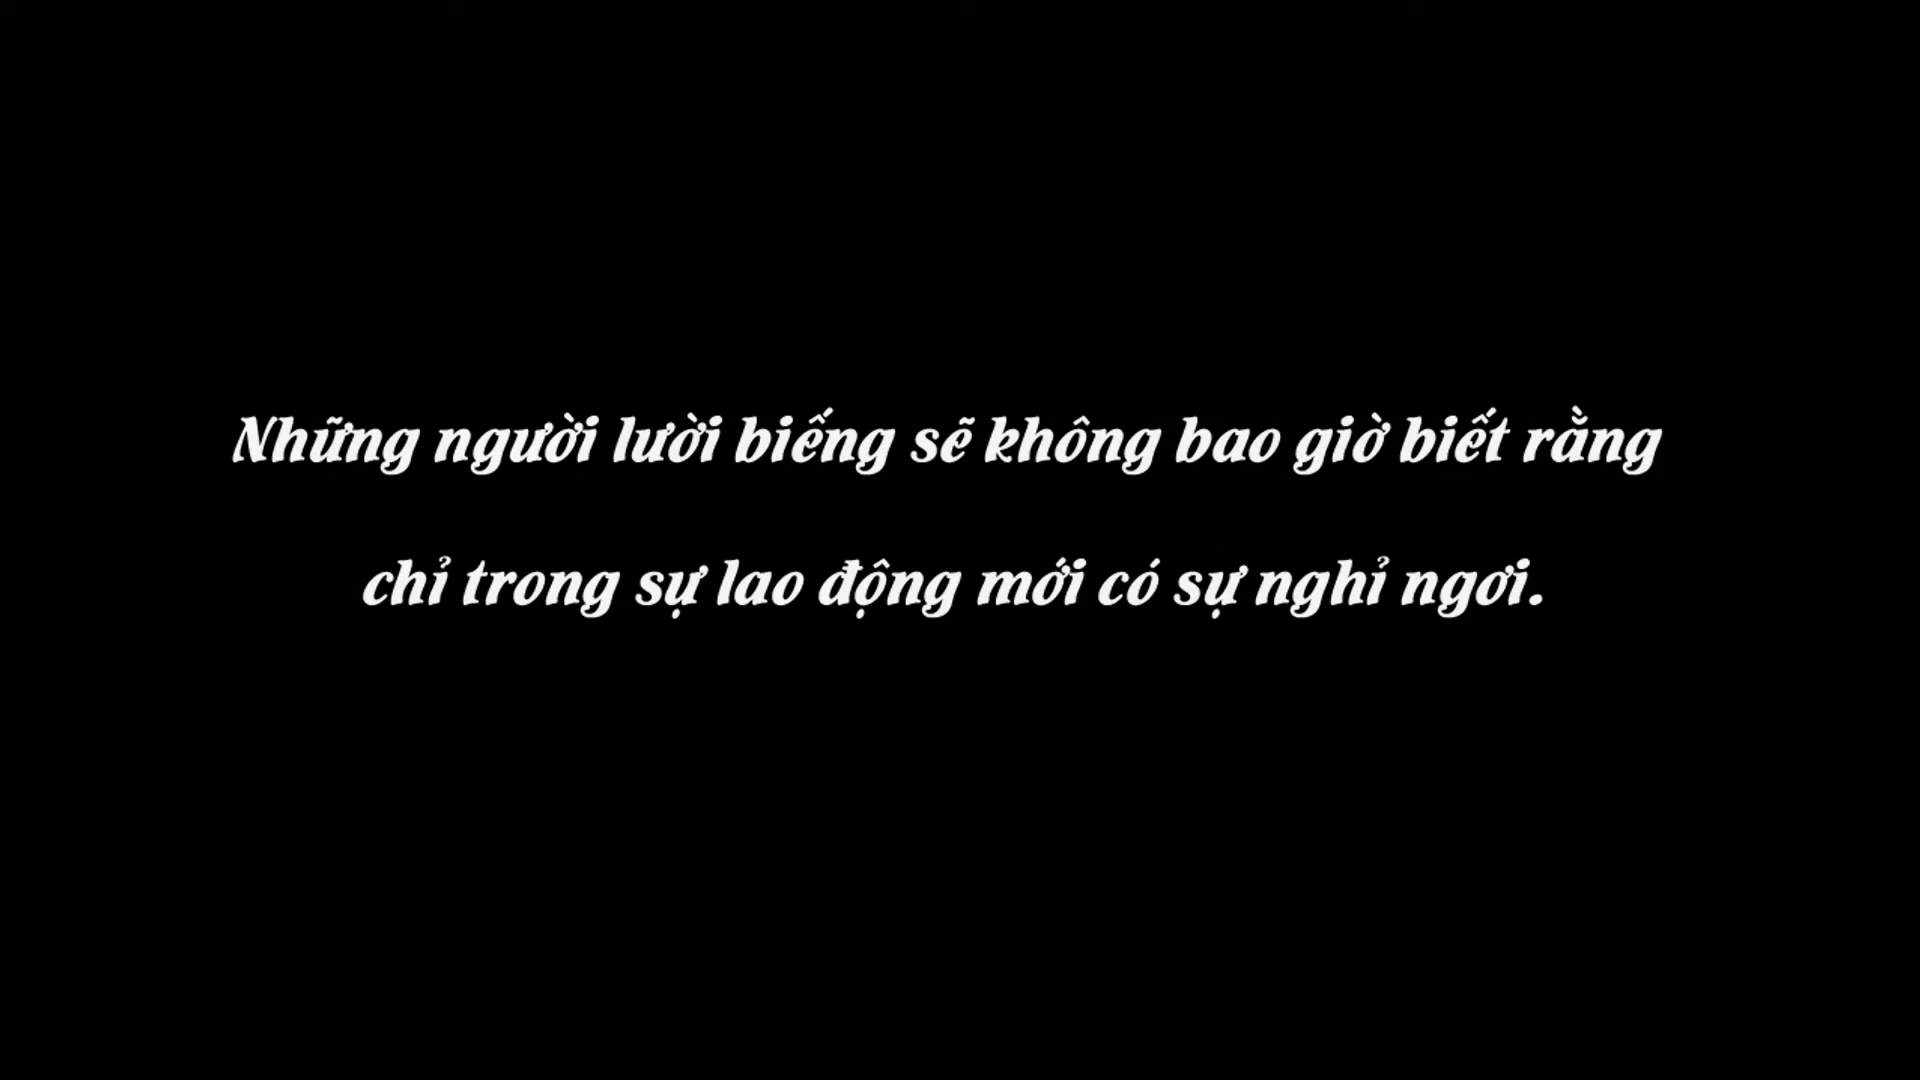 Những người lười biếng sẽ không bao giờ biết rằng
chỉ trong sự lao động mới có sự nghỉ ngơi.